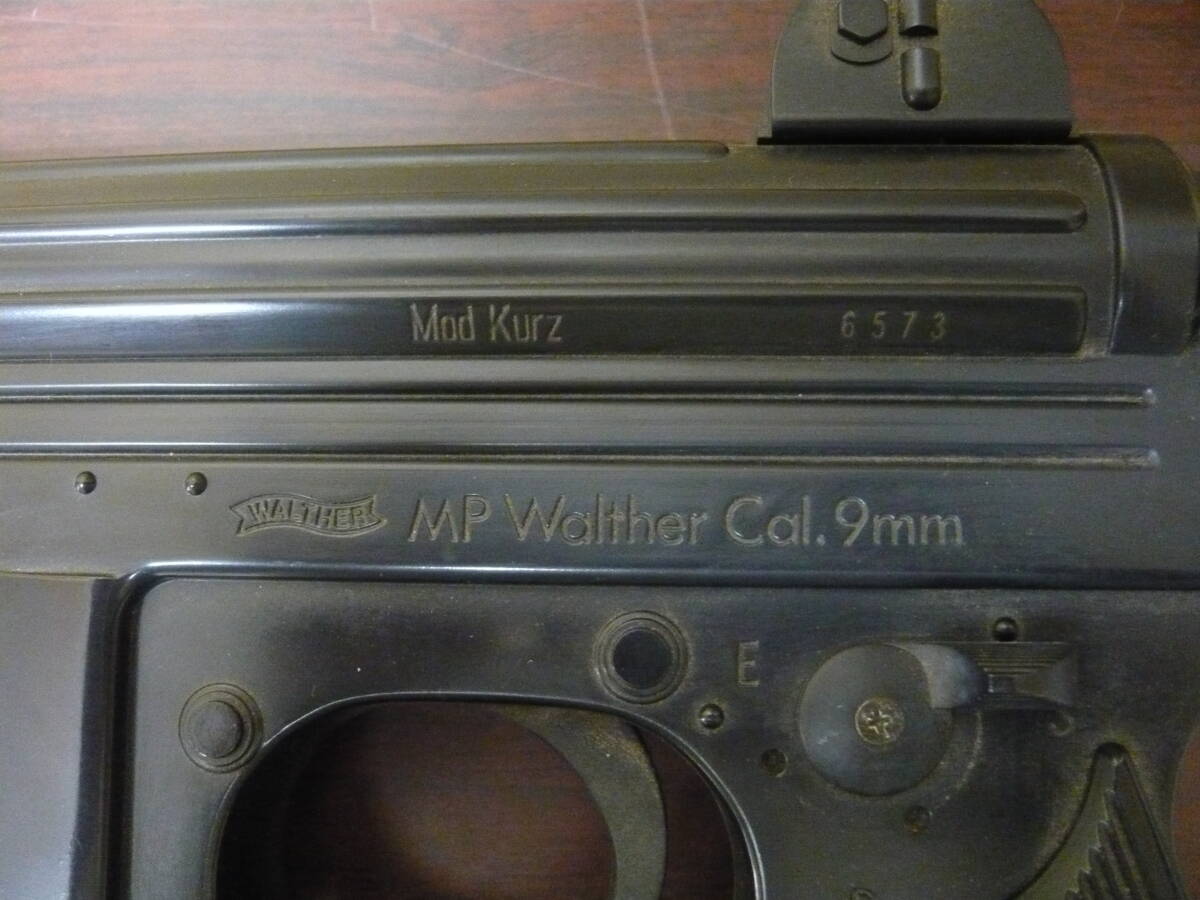 Mod Kurz 6573
WALTHER MP Walther Cal. 9mm
E